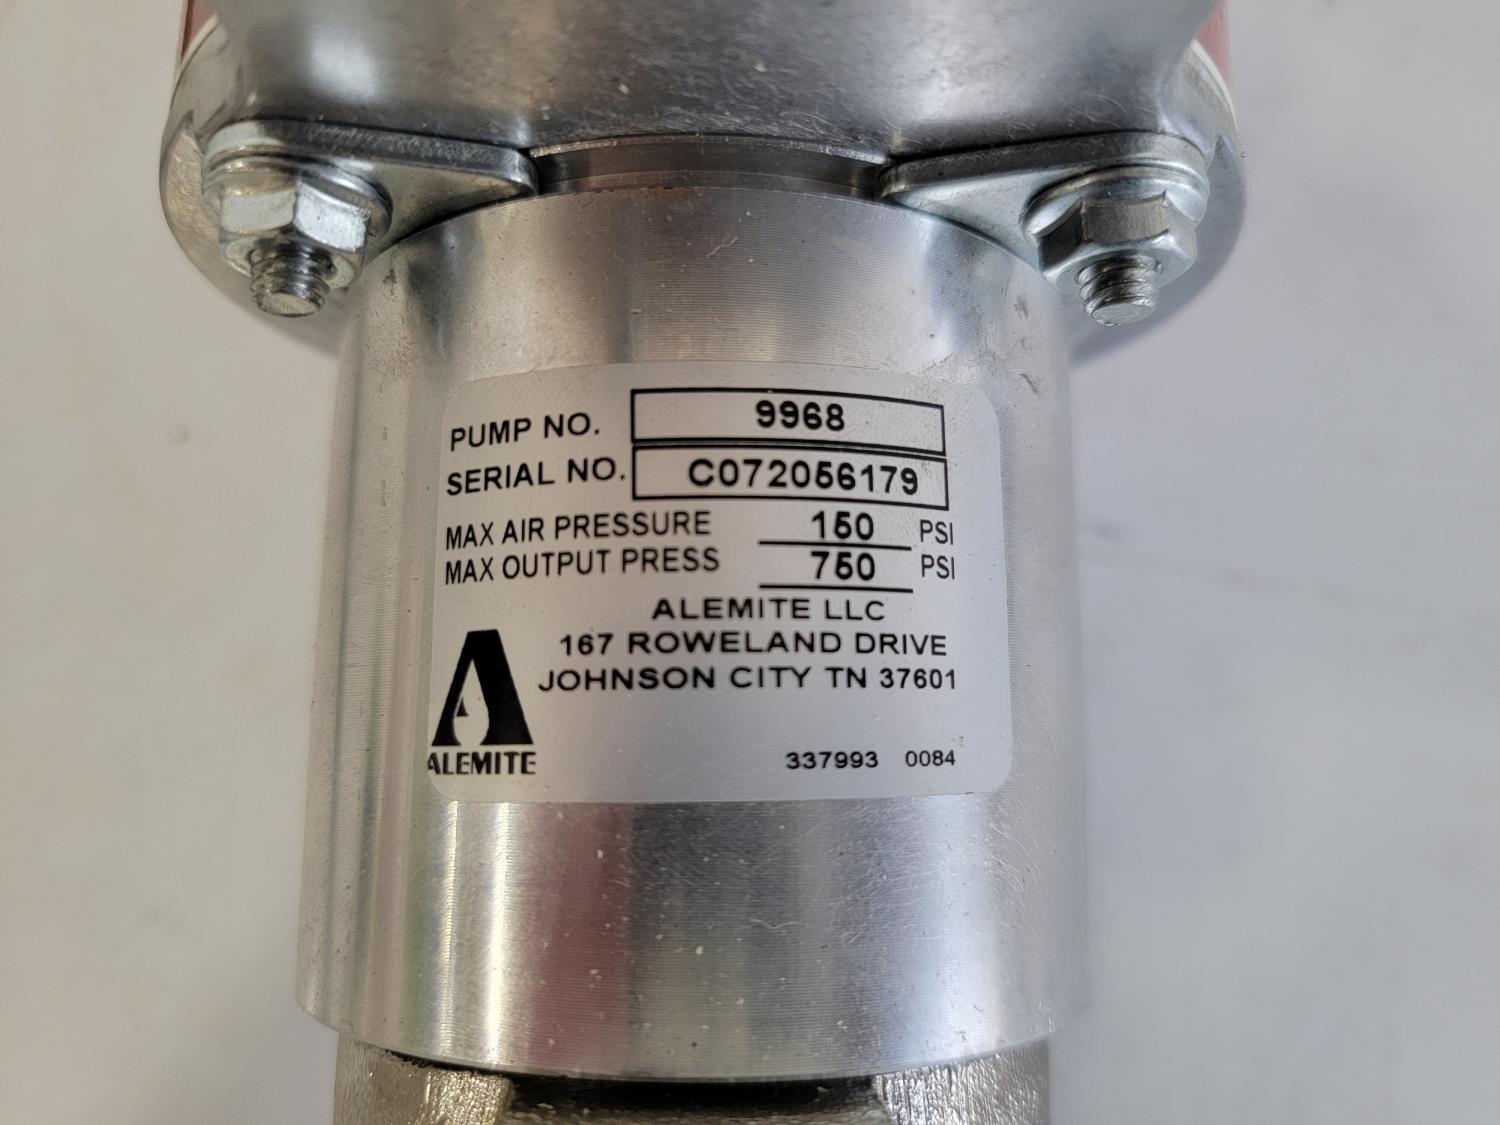 PUMP NO. 9968
SERIAL NO. C072056179
MAX AIR PRESSURE 150 PSI
MAX OUTPUT PRESS 750 PSI
ALEMITE LLC
167 ROWELAND DRIVE
JOHNSON CITY TN 37601
ALEMITE
337993 0084